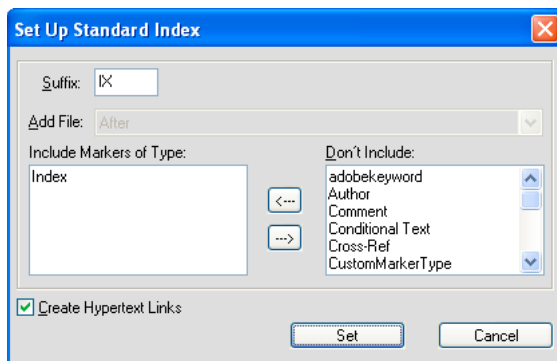 Set Up Standard Index
Suffix: IX
Add File: After
Include Markers of Type:
Index
<---
--->
Don't Include:
adobekeyword
Author
Comment
Conditional Text
Cross-Ref
CustomMarkerType
Create Hypertext Links
Set Cancel